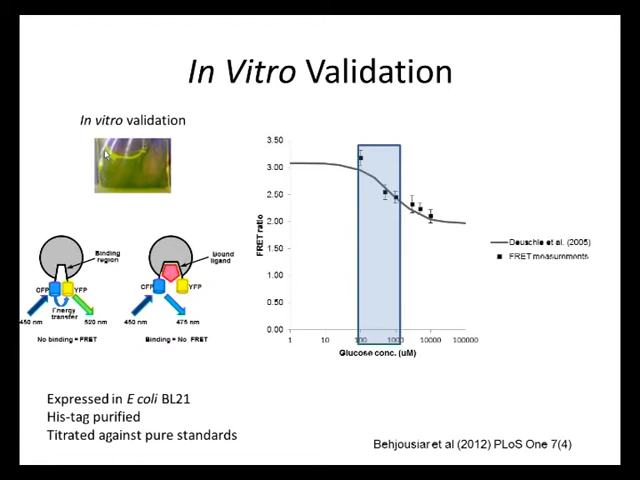 In Vitro Validation
In vitro validation
Binding region
CFP
YFP
Energy transfer
450 nm
520 nm
No binding = FRET
Bound ligand
CFP
YFP
450 nm
475 nm
Binding = No FRET
3.50
3.00
2.50
2.00
1.50
1.00
0.50
0.00
FRET ratio
1
10
100
1000
10000
100000
Glucose conc. (uM)
Deuschle et al. (2005)
FRET measurements
Expressed in E coli BL21
His-tag purified
Titrated against pure standards
Behjousiar et al (2012) PLoS One 7(4)